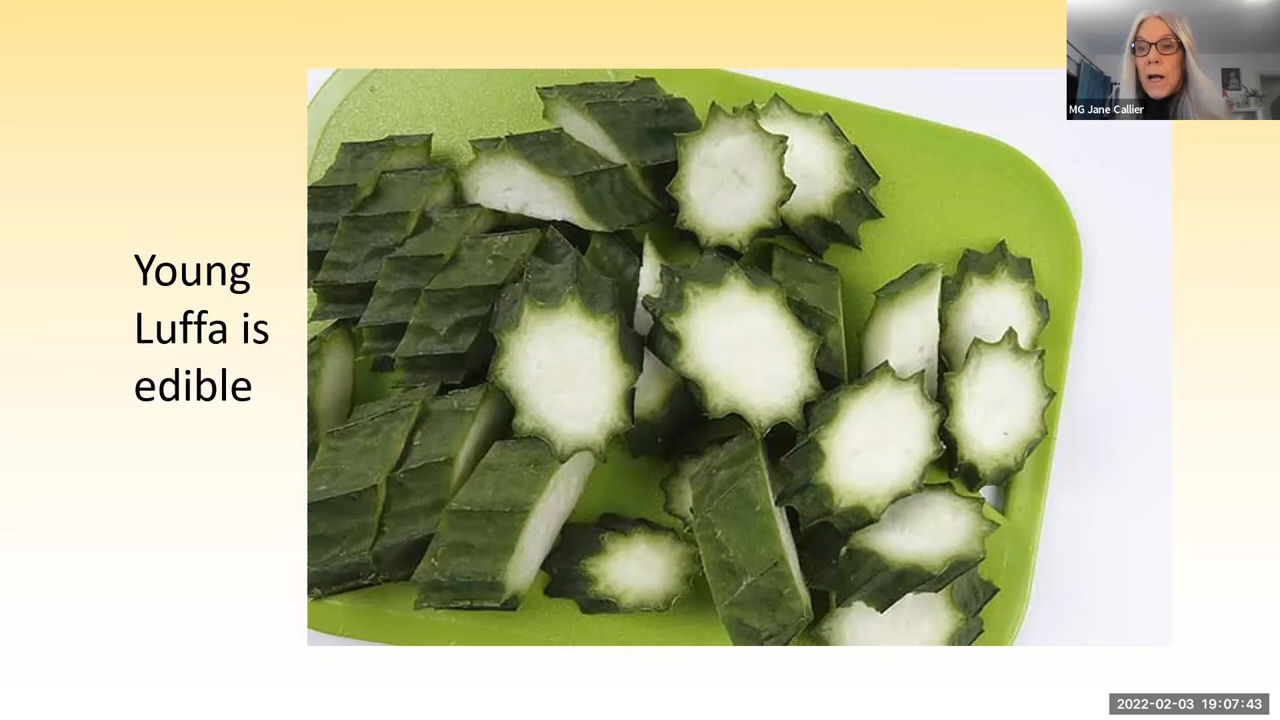 MG Jane Callier
Young
Luffa is
edible
2022-02-03 19:07:43